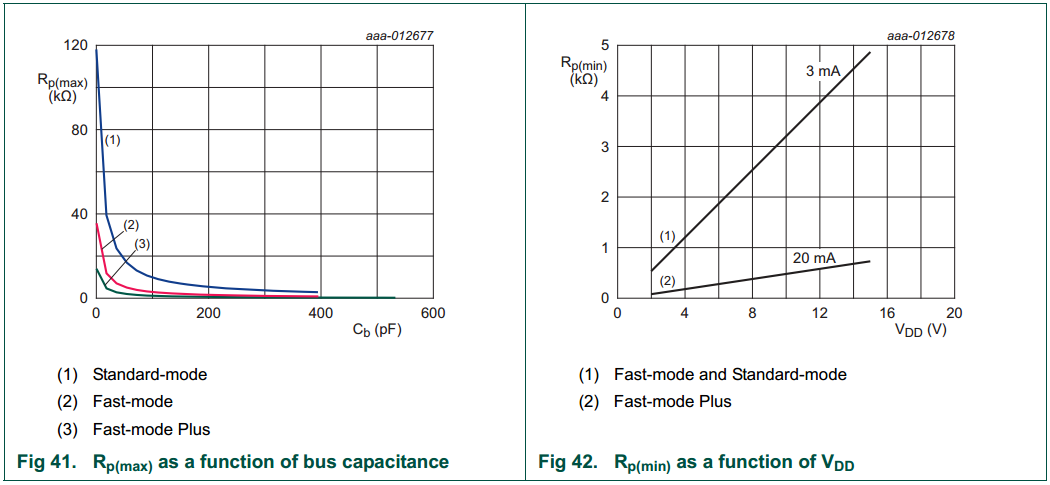 aaa-012677
120
Rp(max)
(kΩ)
80
(1)
40
(2)
(3)
0
0 200 400 600
Cb (pF)
(1) Standard-mode
(2) Fast-mode
(3) Fast-mode Plus
Fig 41. Rp(max) as a function of bus capacitance
aaa-012678
5
Rp(min)
(kΩ)
3 mA
4
3
2
(1)
1
20 mA
(2)
0
0 4 8 12 16 20
VDD (V)
(1) Fast-mode and Standard-mode
(2) Fast-mode Plus
Fig 42. Rp(min) as a function of VDD